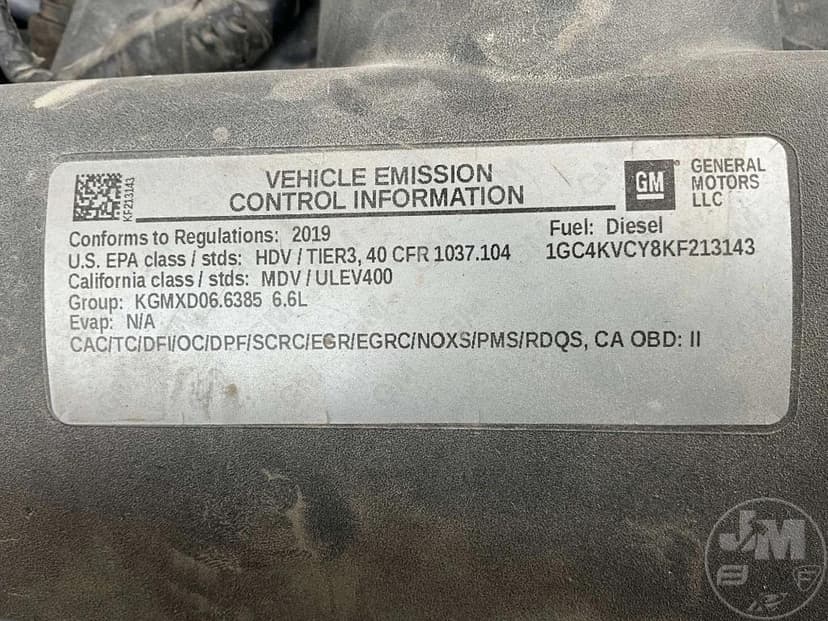 KF213143
VEHICLE EMISSION
CONTROL INFORMATION
GM
GENERAL
MOTORS
LLC
Conforms to Regulations: 2019
Fuel: Diesel
U.S. EPA class / stds: HDV / TIER3, 40 CFR 1037.104
1GC4KVCY8KF213143
California class / stds: MDV / ULEV400
Group: KGMXD06.6385 6.6L
Evap: N/A
CAC/TC/DFI/OC/DPF/SCRC/EGR/EGRC/NOXS/PMS/RDQS, CA OBD: II
JM